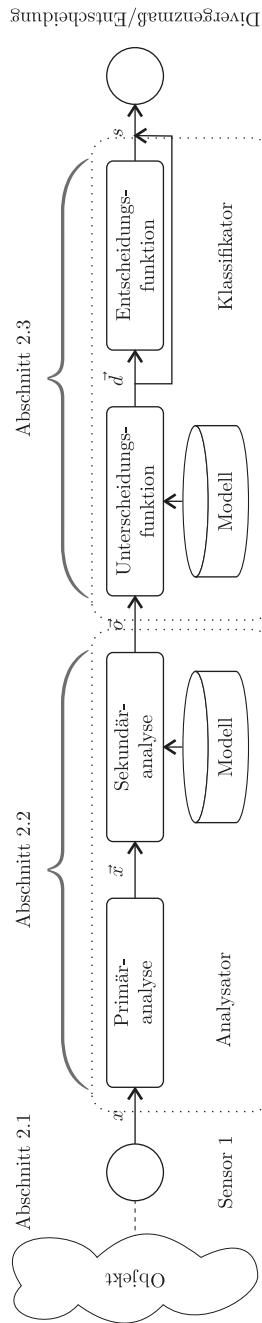 Abschnitt 2.1
Abschnitt 2.2
Abschnitt 2.3
Objekt
x
Primär-
analyse
x⃗
Sekundär-
analyse
o⃗
Unterscheidungs-
funktion
d⃗
Entscheidungs-
funktion
s
Divergenzmaß/Entscheidung
Modell
Modell
Sensor 1
Analysator
Klassifikator